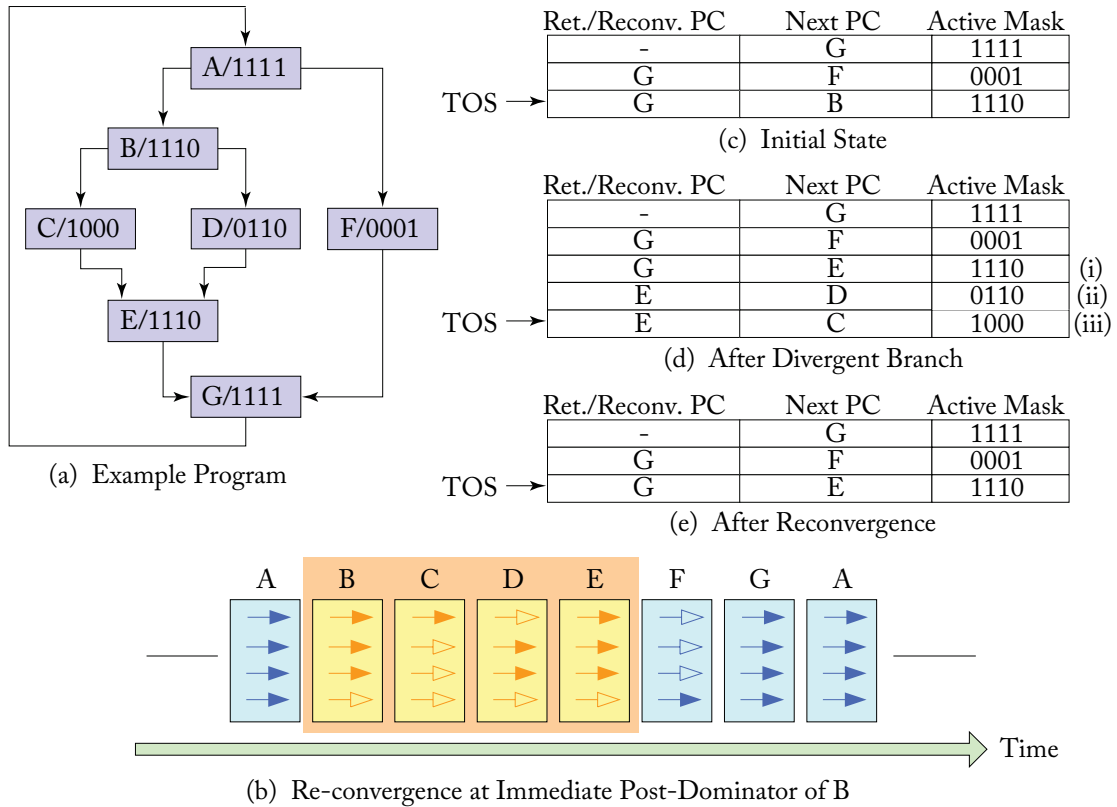 A/1111
B/1110
C/1000 D/0110 F/0001
E/1110
G/1111
(a) Example Program
Ret./Reconv. PC Next PC Active Mask
- G 1111
G F 0001
TOS G B 1110
(c) Initial State
Ret./Reconv. PC Next PC Active Mask
- G 1111
G F 0001
G E 1110 (i)
E D 0110 (ii)
TOS E C 1000 (iii)
(d) After Divergent Branch
Ret./Reconv. PC Next PC Active Mask
- G 1111
G F 0001
TOS G E 1110
(e) After Reconvergence
A B C D E F G A
Time
(b) Re-convergence at Immediate Post-Dominator of B